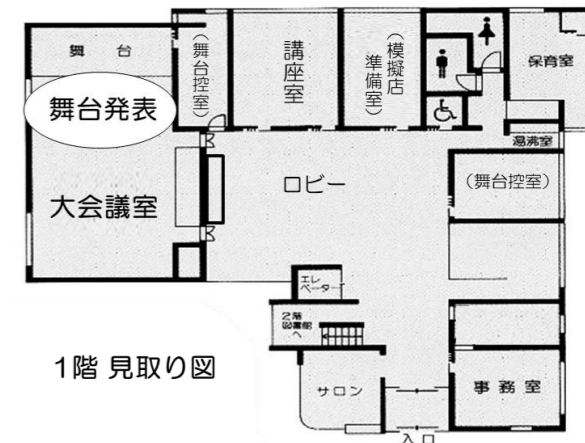 舞 台
舞台発表
大会議室
(舞台控室)
講座室
(模擬店
準備室)
保育室
湯沸室
(舞台控室)
ロビー
エレ
ベーター
2階
図書館
へ
サロン
事務室
入口
1階 見取り図